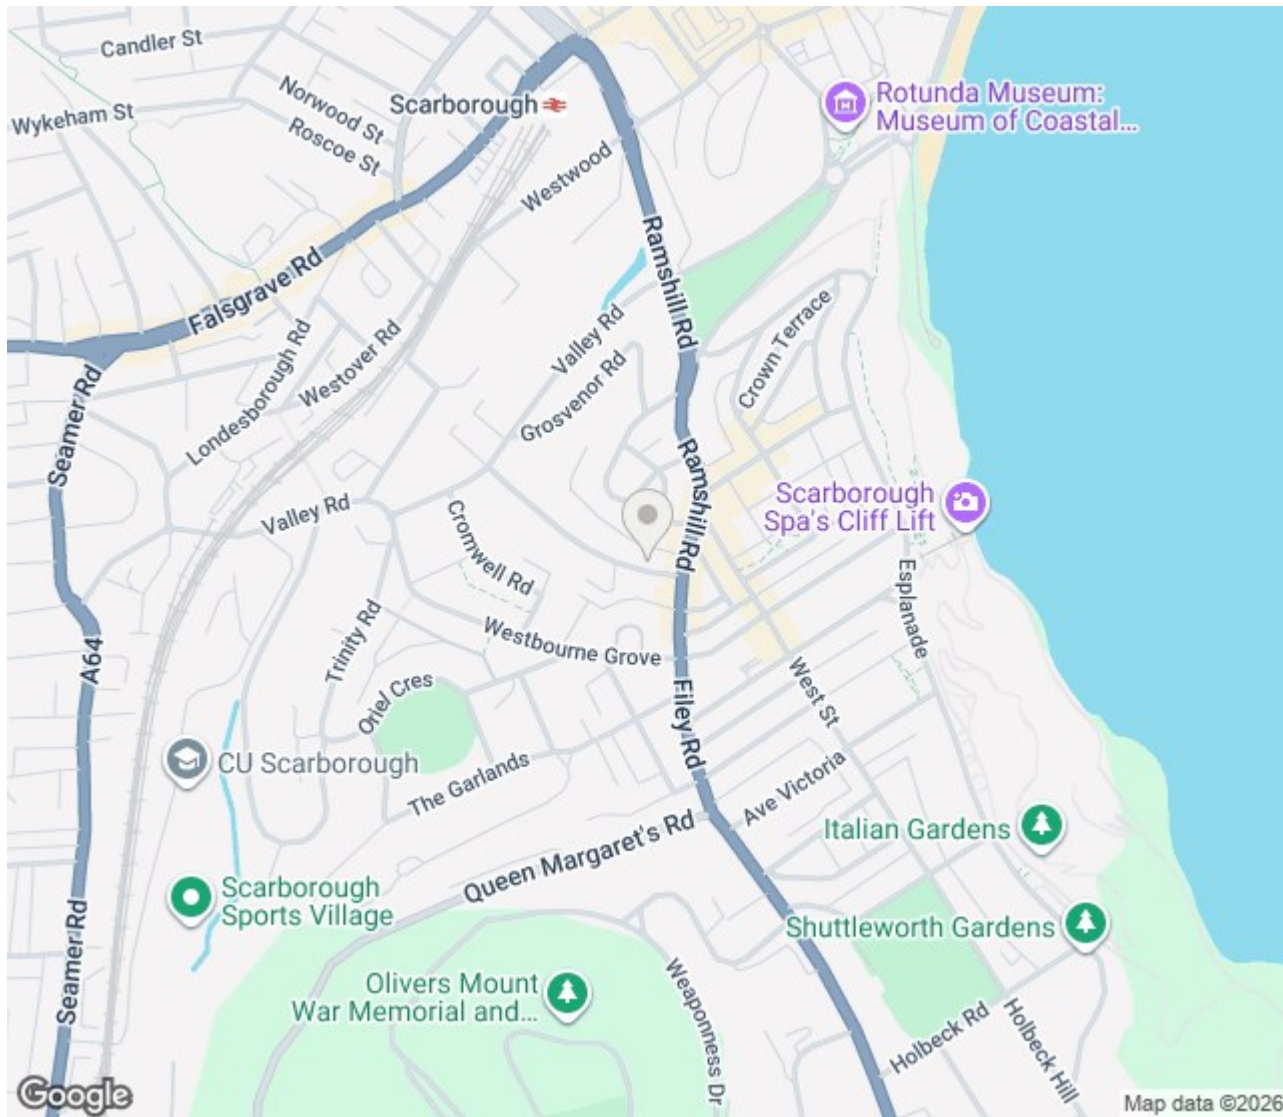 Candler St
Norwood St
Wykeham St
Roscoe St
Scarborough
Rotunda Museum:
Museum of Coastal...
Westwood
Ramshill Rd
Falsgrave Rd
Valley Rd
Crown Terrace
Westover Rd
Londesborough Rd
Grosvenor Rd
Seamer Rd
Ramshill Rd
Scarborough
Spa's Cliff Lift
Valley Rd
Cromwell Rd
Esplanade
Trinity Rd
Westbourne Grove
A64
Oriel Cres
West St
Filey Rd
CU Scarborough
The Garlands
Ave Victoria
Italian Gardens
Queen Margaret's Rd
Scarborough
Sports Village
Shuttleworth Gardens
Seamer Rd
Olivers Mount
War Memorial and...
Weaponness Dr
Holbeck Rd
Holbeck Hill
Google
Map data ©2026